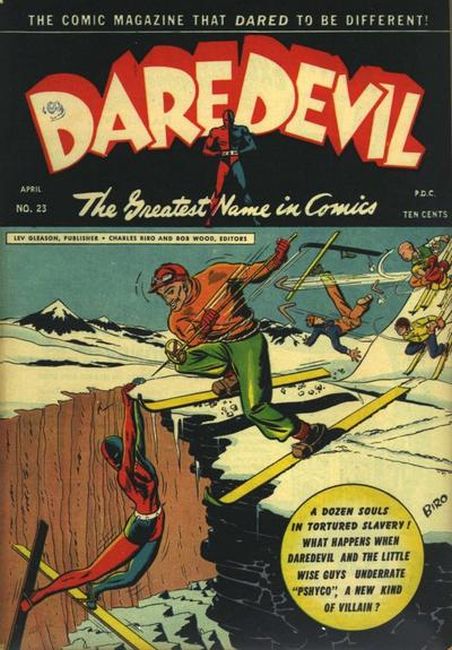 THE COMIC MAGAZINE THAT DARED TO BE DIFFERENT!
DAREDEVIL
APRIL
NO. 23
The Greatest Name in Comics
P.D.C.
TEN CENTS
LEV GLEASON, PUBLISHER • CHARLES BIRO AND BOB WOOD, EDITORS
BIRO
A DOZEN SOULS
IN TORTURED SLAVERY!
WHAT HAPPENS WHEN
DAREDEVIL AND THE LITTLE
WISE GUYS UNDERRATE
"PSHYCO", A NEW KIND
OF VILLAIN?